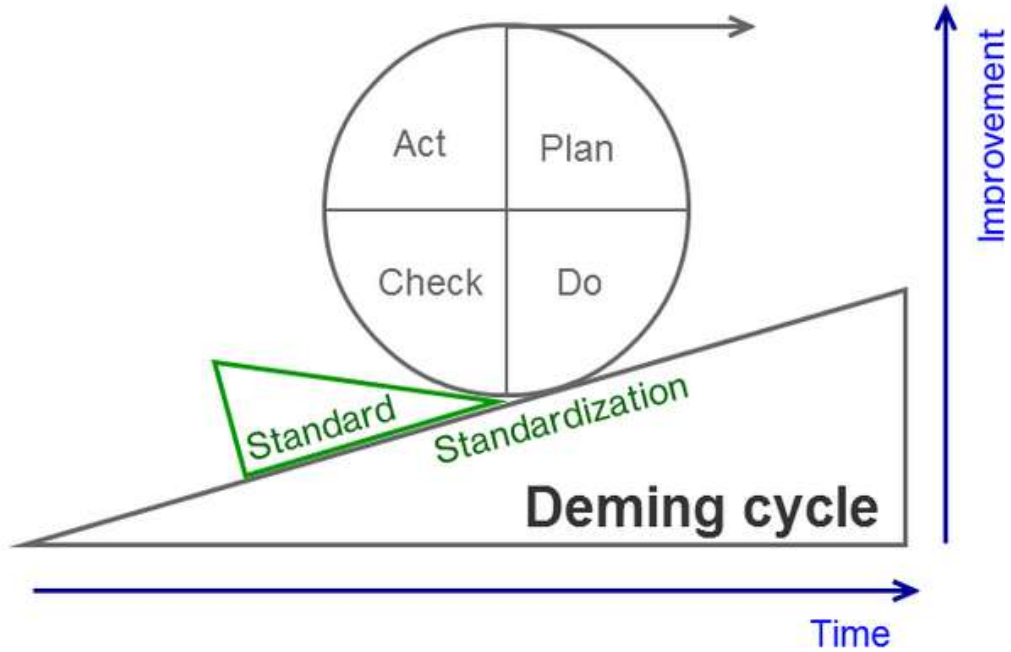 Act
Plan
Check
Do
Improvement
Standard
Standardization
Deming cycle
Time